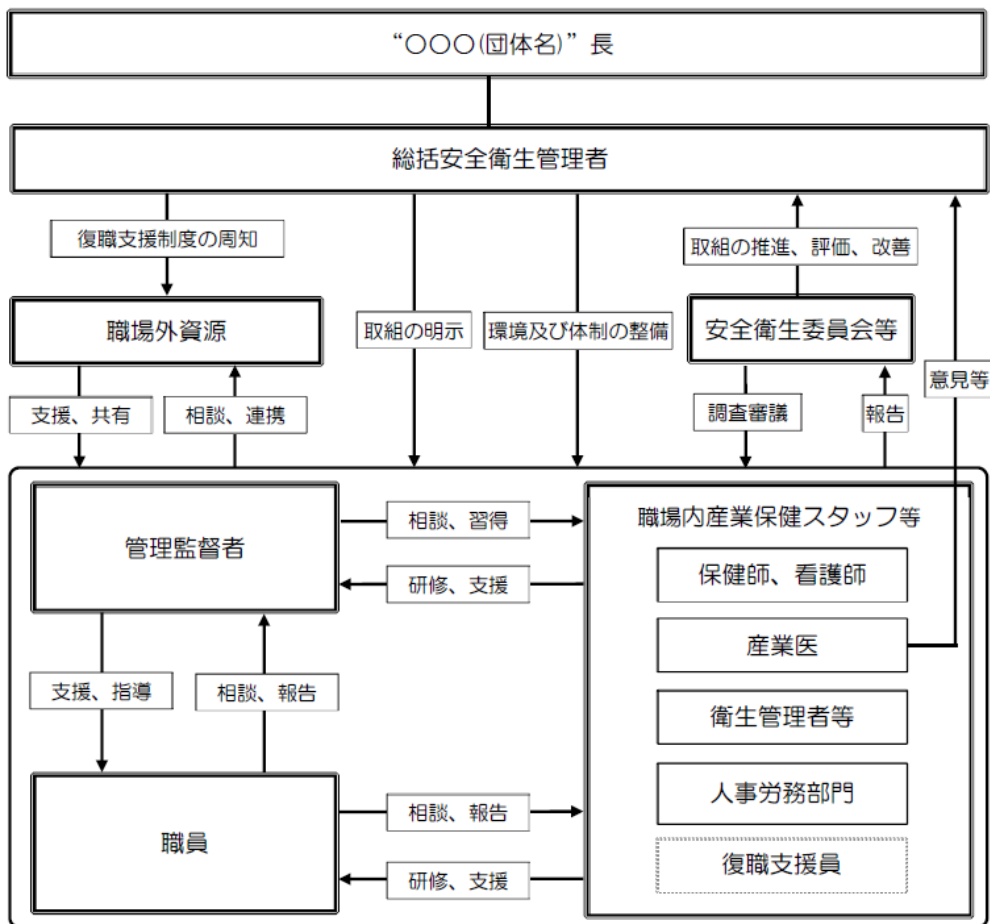 “〇〇〇(団体名)”長
総括安全衛生管理者
復職支援制度の周知
取組の推進、評価、改善
職場外資源
取組の明示
環境及び体制の整備
安全衛生委員会等
意見等
支援、共有
相談、連携
調査審議
報告
管理監督者
相談、習得
研修、支援
職場内産業保健スタッフ等
保健師、看護師
産業医
支援、指導
相談、報告
衛生管理者等
人事労務部門
職員
相談、報告
研修、支援
復職支援員